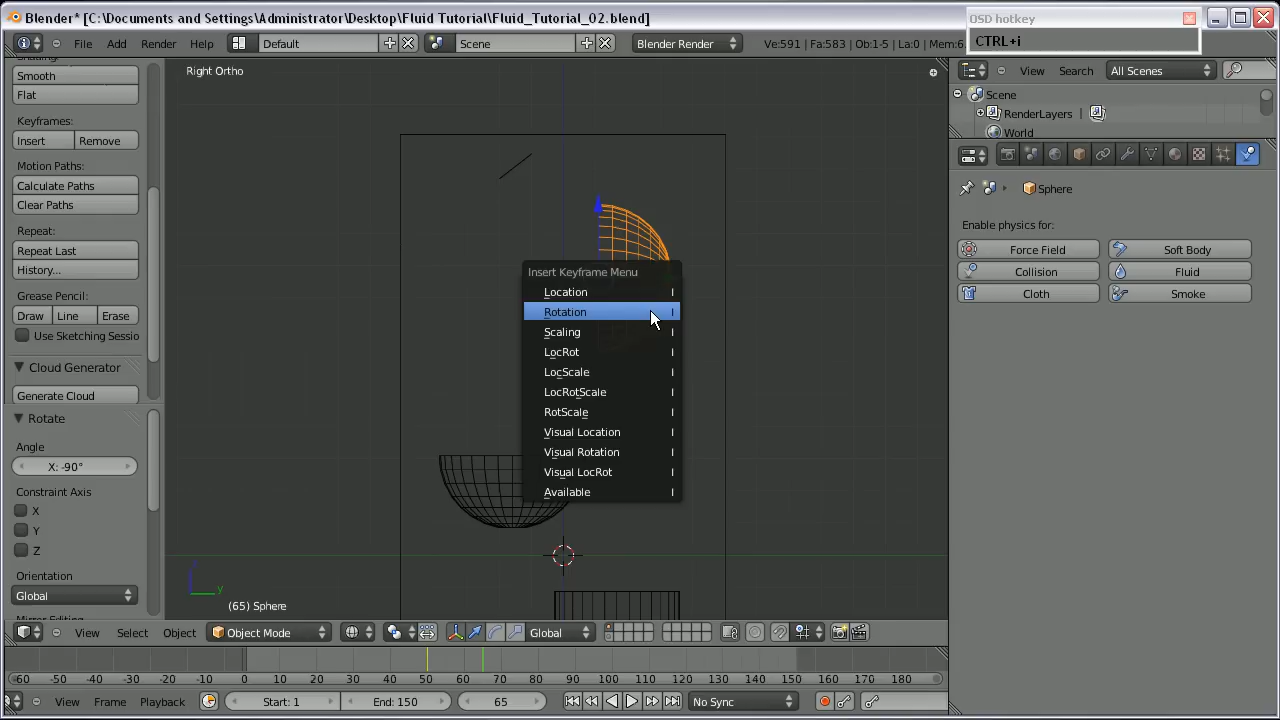 Blender* [C:\Documents and Settings\Administrator\Desktop\Fluid Tutorial\Fluid_Tutorial_02.blend]
OSD hotkey
CTRL+i
File Add Render Help
Default
Scene
Blender Render
Ve:591 | Fa:583 | Ob:1-5 | La:0 | Mem:6.
View Search All Scenes
Smooth
Flat
Keyframes:
Insert Remove
Motion Paths:
Calculate Paths
Clear Paths
Repeat:
Repeat Last
History...
Grease Pencil:
Draw Line Erase
Use Sketching Sessio
Cloud Generator
Generate Cloud
Rotate
Angle
X: -90°
Constraint Axis
X
Y
Z
Orientation
Global
Right Ortho
Insert Keyframe Menu
Location I
Rotation I
Scaling I
LocRot I
LocScale I
LocRotScale I
RotScale I
Visual Location I
Visual Rotation I
Visual LocRot I
Available I
z
y
(65) Sphere
Scene
RenderLayers |
World
Sphere
Enable physics for:
Force Field Soft Body
Collision Fluid
Cloth Smoke
View Select Object Object Mode Global
-60 -50 -40 -30 -20 -10 0 10 20 30 40 50 60 70 80 90 100 110 120 130 140 150 160 170 180
View Frame Playback Start: 1 End: 150 65 No Sync